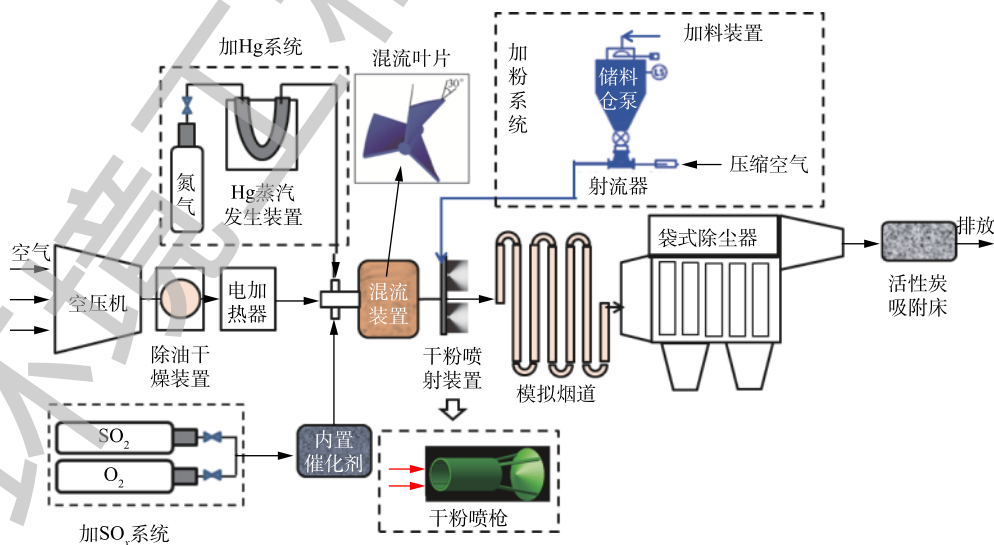 加Hg系统
氮
气
Hg蒸汽
发生装置
混流叶片
30°
加
粉
系
统
加料装置
储料
仓泵
LS
射流器
压缩空气
空气
空压机
除油干
燥装置
电加
热器
混流
装置
干粉喷
射装置
模拟烟道
袋式除尘器
活性炭
吸附床
排放
SO₂
O₂
加SOₓ系统
内置
催化剂
干粉喷枪
环境工程